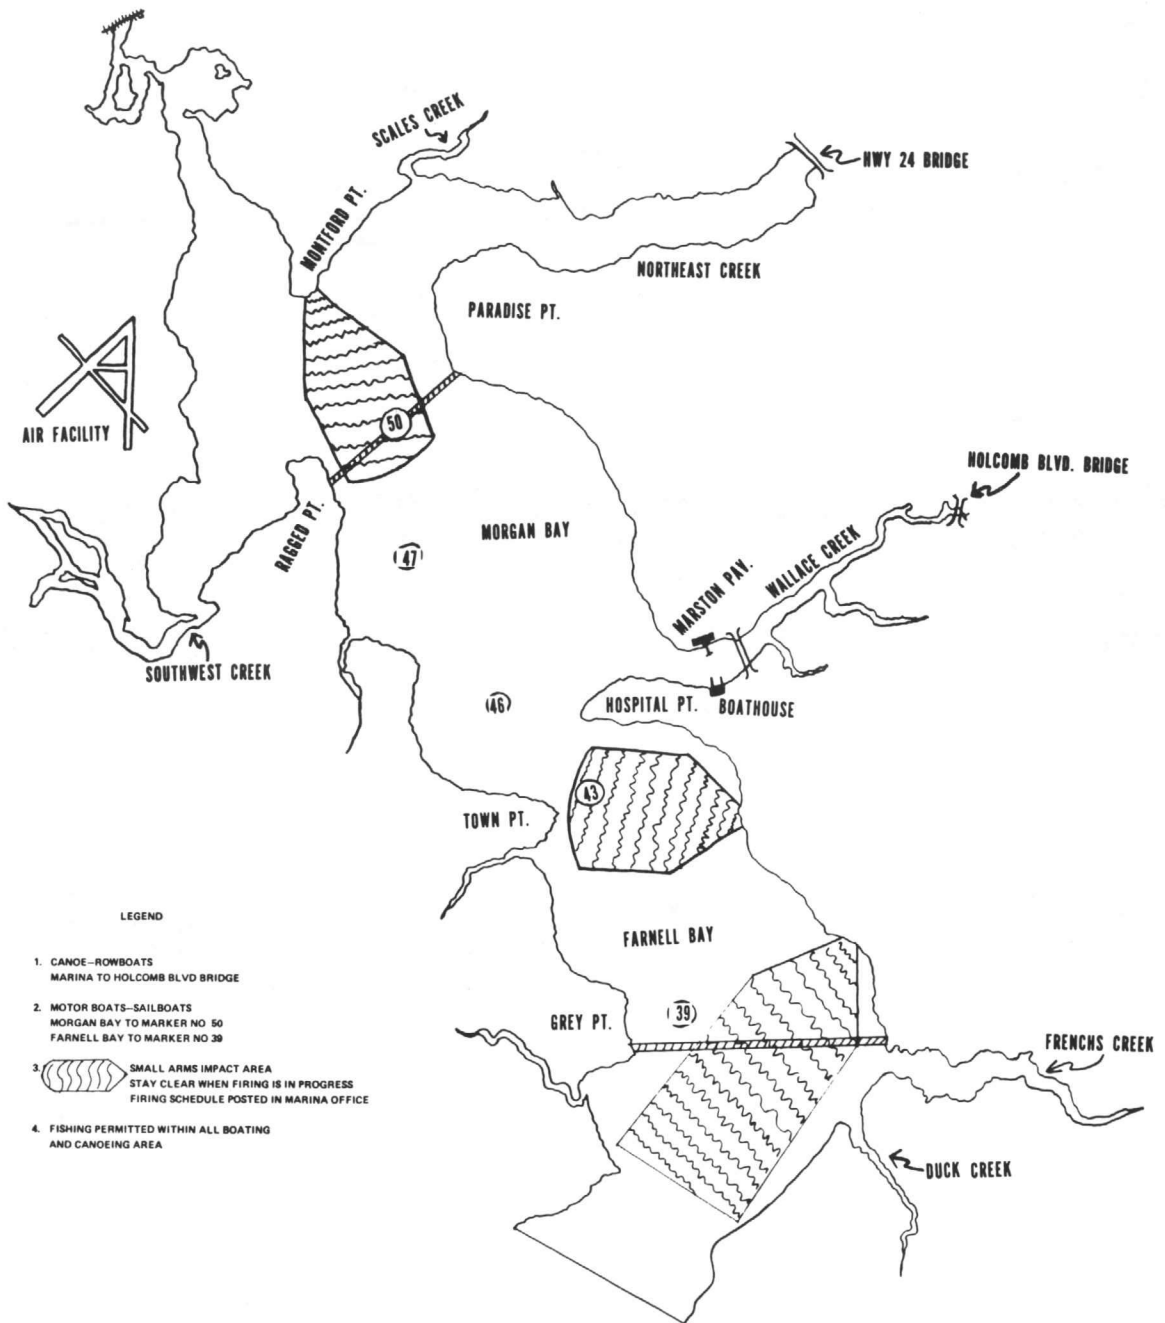 SCALES CREEK
HWY 24 BRIDGE
MONTFORD PT.
NORTHEAST CREEK
PARADISE PT.
AIR FACILITY
50
HOLCOMB BLVD. BRIDGE
RAGGED PT.
MORGAN BAY
47
WALLACE CREEK
MARSTON PAV.
SOUTHWEST CREEK
46
HOSPITAL PT.
BOATHOUSE
43
TOWN PT.
FARNELL BAY
39
GREY PT.
FRENCHS CREEK
DUCK CREEK
LEGEND
1. CANOE-ROWBOATS
MARINA TO HOLCOMB BLVD BRIDGE
2. MOTOR BOATS-SAILBOATS
MORGAN BAY TO MARKER NO 50
FARNELL BAY TO MARKER NO 39
3. SMALL ARMS IMPACT AREA
STAY CLEAR WHEN FIRING IS IN PROGRESS
FIRING SCHEDULE POSTED IN MARINA OFFICE
4. FISHING PERMITTED WITHIN ALL BOATING
AND CANOEING AREA